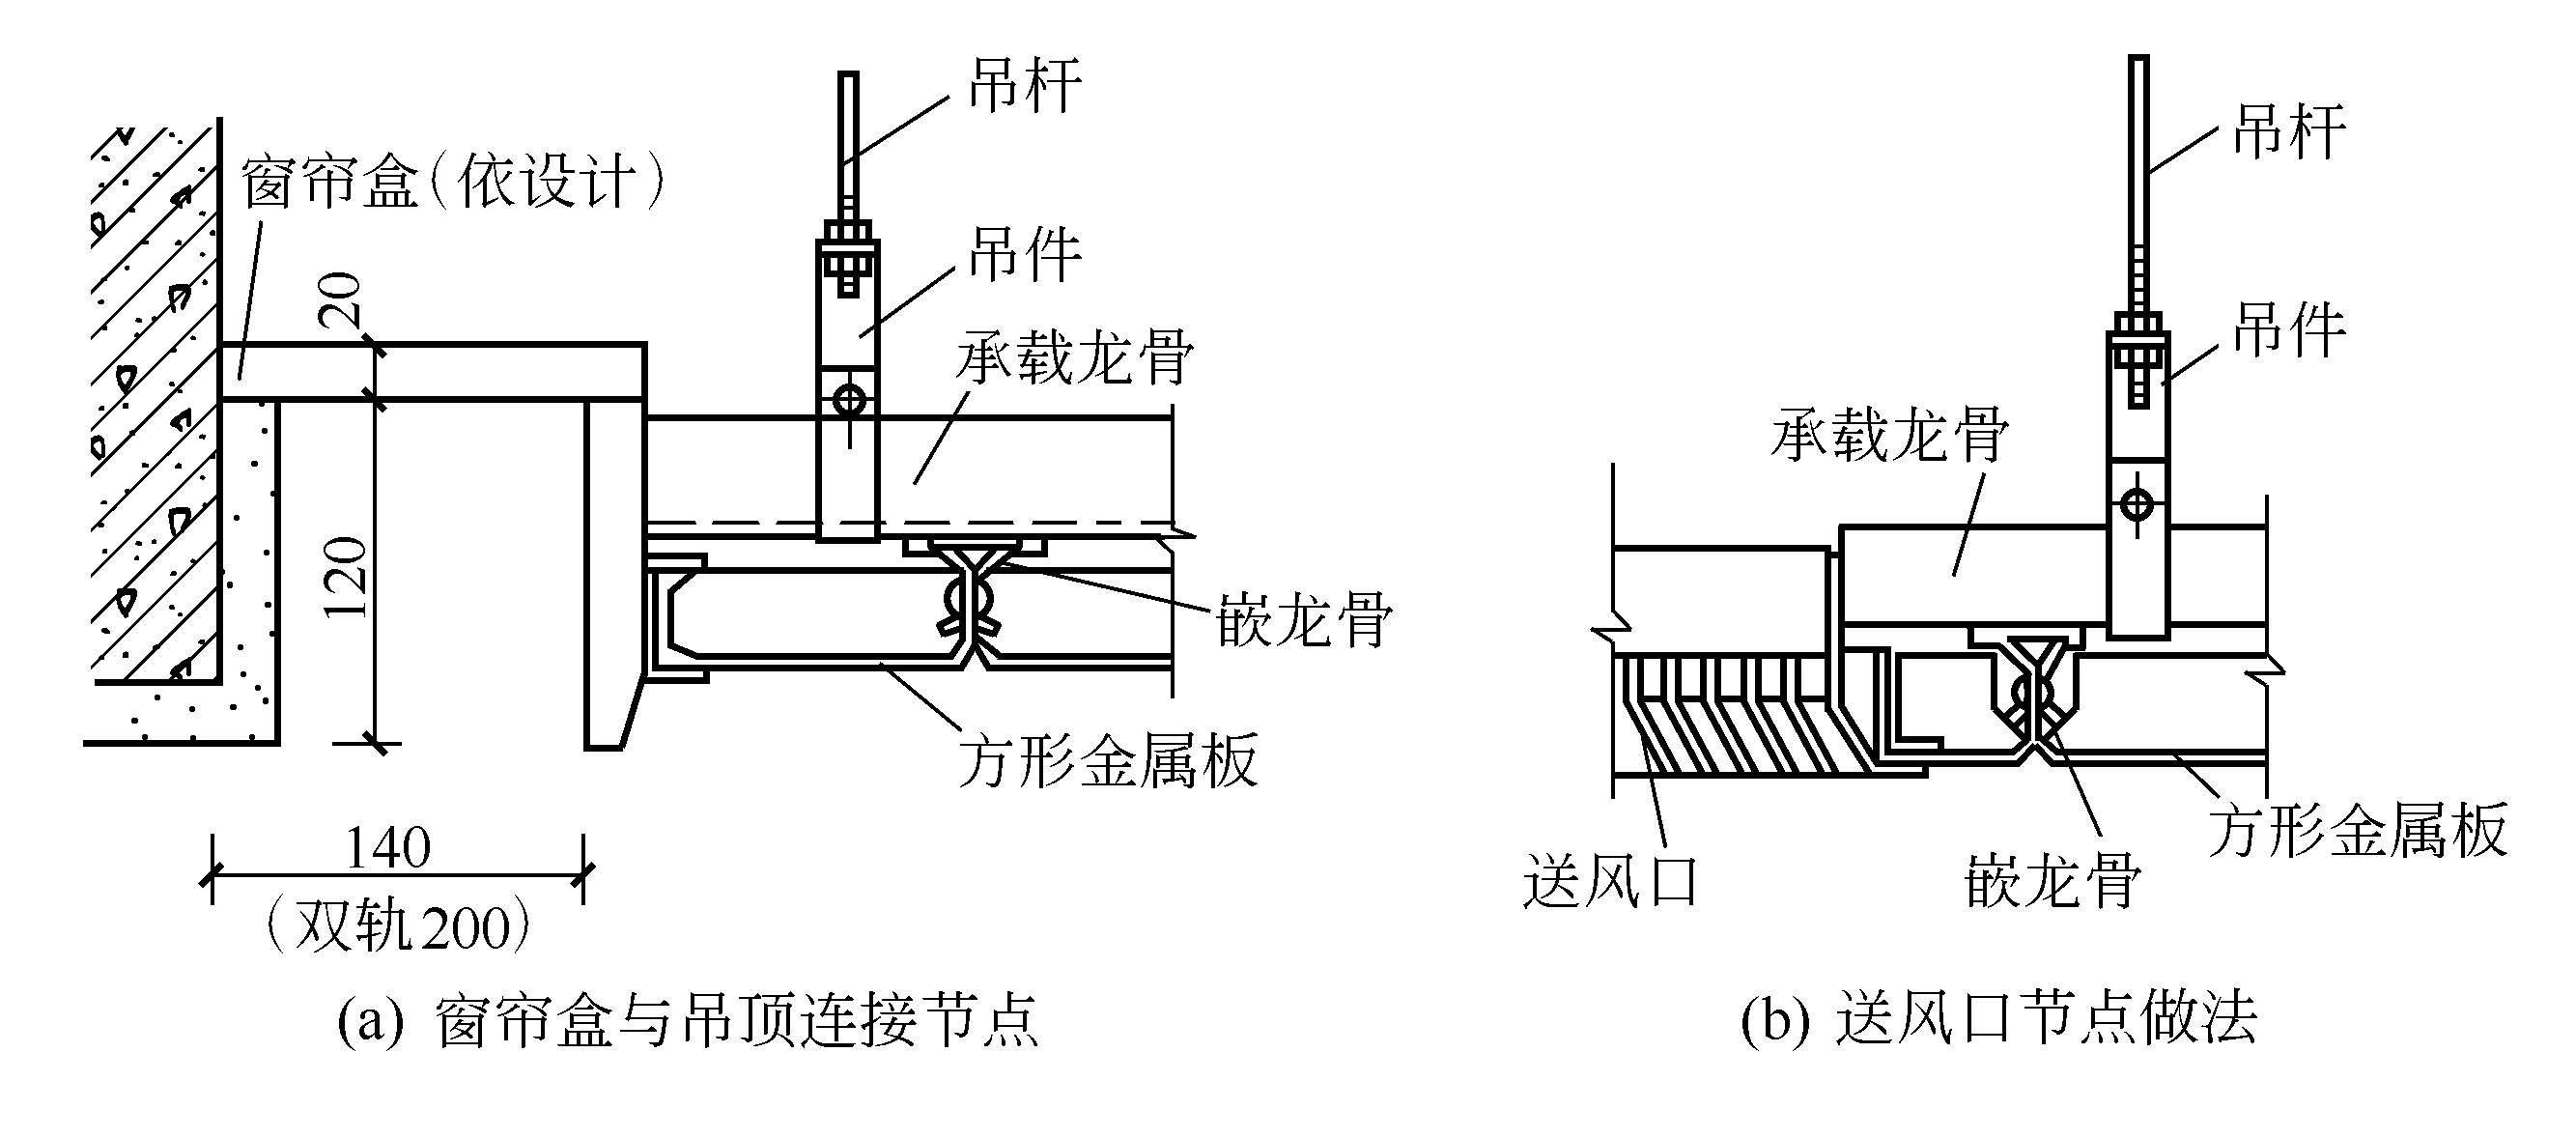 吊杆
窗帘盒(依设计)
吊件
20
承载龙骨
120
嵌龙骨
方形金属板
140
(双轨200)
(a) 窗帘盒与吊顶连接节点
吊杆
吊件
承载龙骨
方形金属板
嵌龙骨
送风口
(b) 送风口节点做法